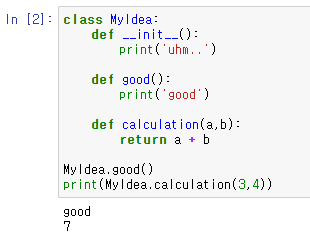 In [2]: class MyIdea:
    def __init__():
        print('uhm..')

    def good():
        print('good')

    def calculation(a,b):
        return a + b

MyIdea.good()
print(MyIdea.calculation(3,4))
good
7